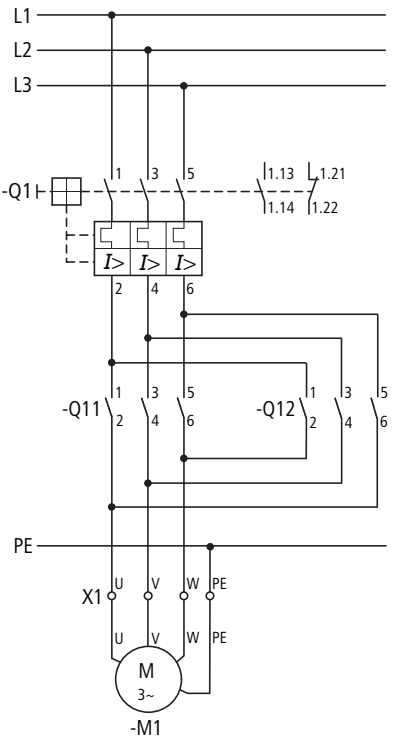 L1
L2
L3
-Q1 1 3 5 1.13 1.21
1.14 1.22
I> I> I>
2 4 6
-Q11 1 3 5 -Q12 1 3 5
2 4 6 2 4 6
PE
X1 U V W PE
U V W PE
M
3~
-M1